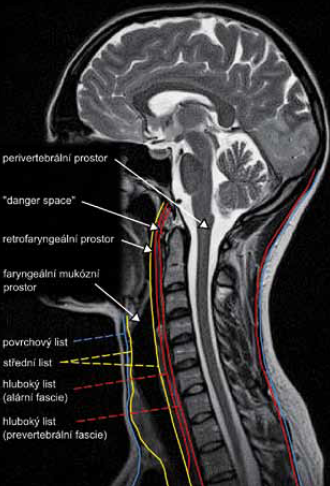 perivertebrální prostor
"danger space"
retrofaryngeální prostor
faryngeální mukózní
prostor
povrchový list
střední list
hluboký list
(alární fascie)
hluboký list
(prevertebrální fascie)